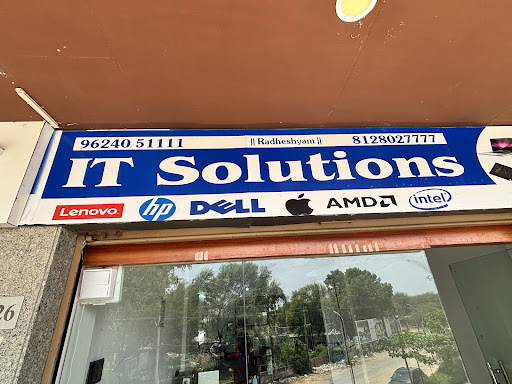 96240 51111 || Radheshyam || 8128027777
IT Solutions
Lenovo hp DELL AMD intel
26